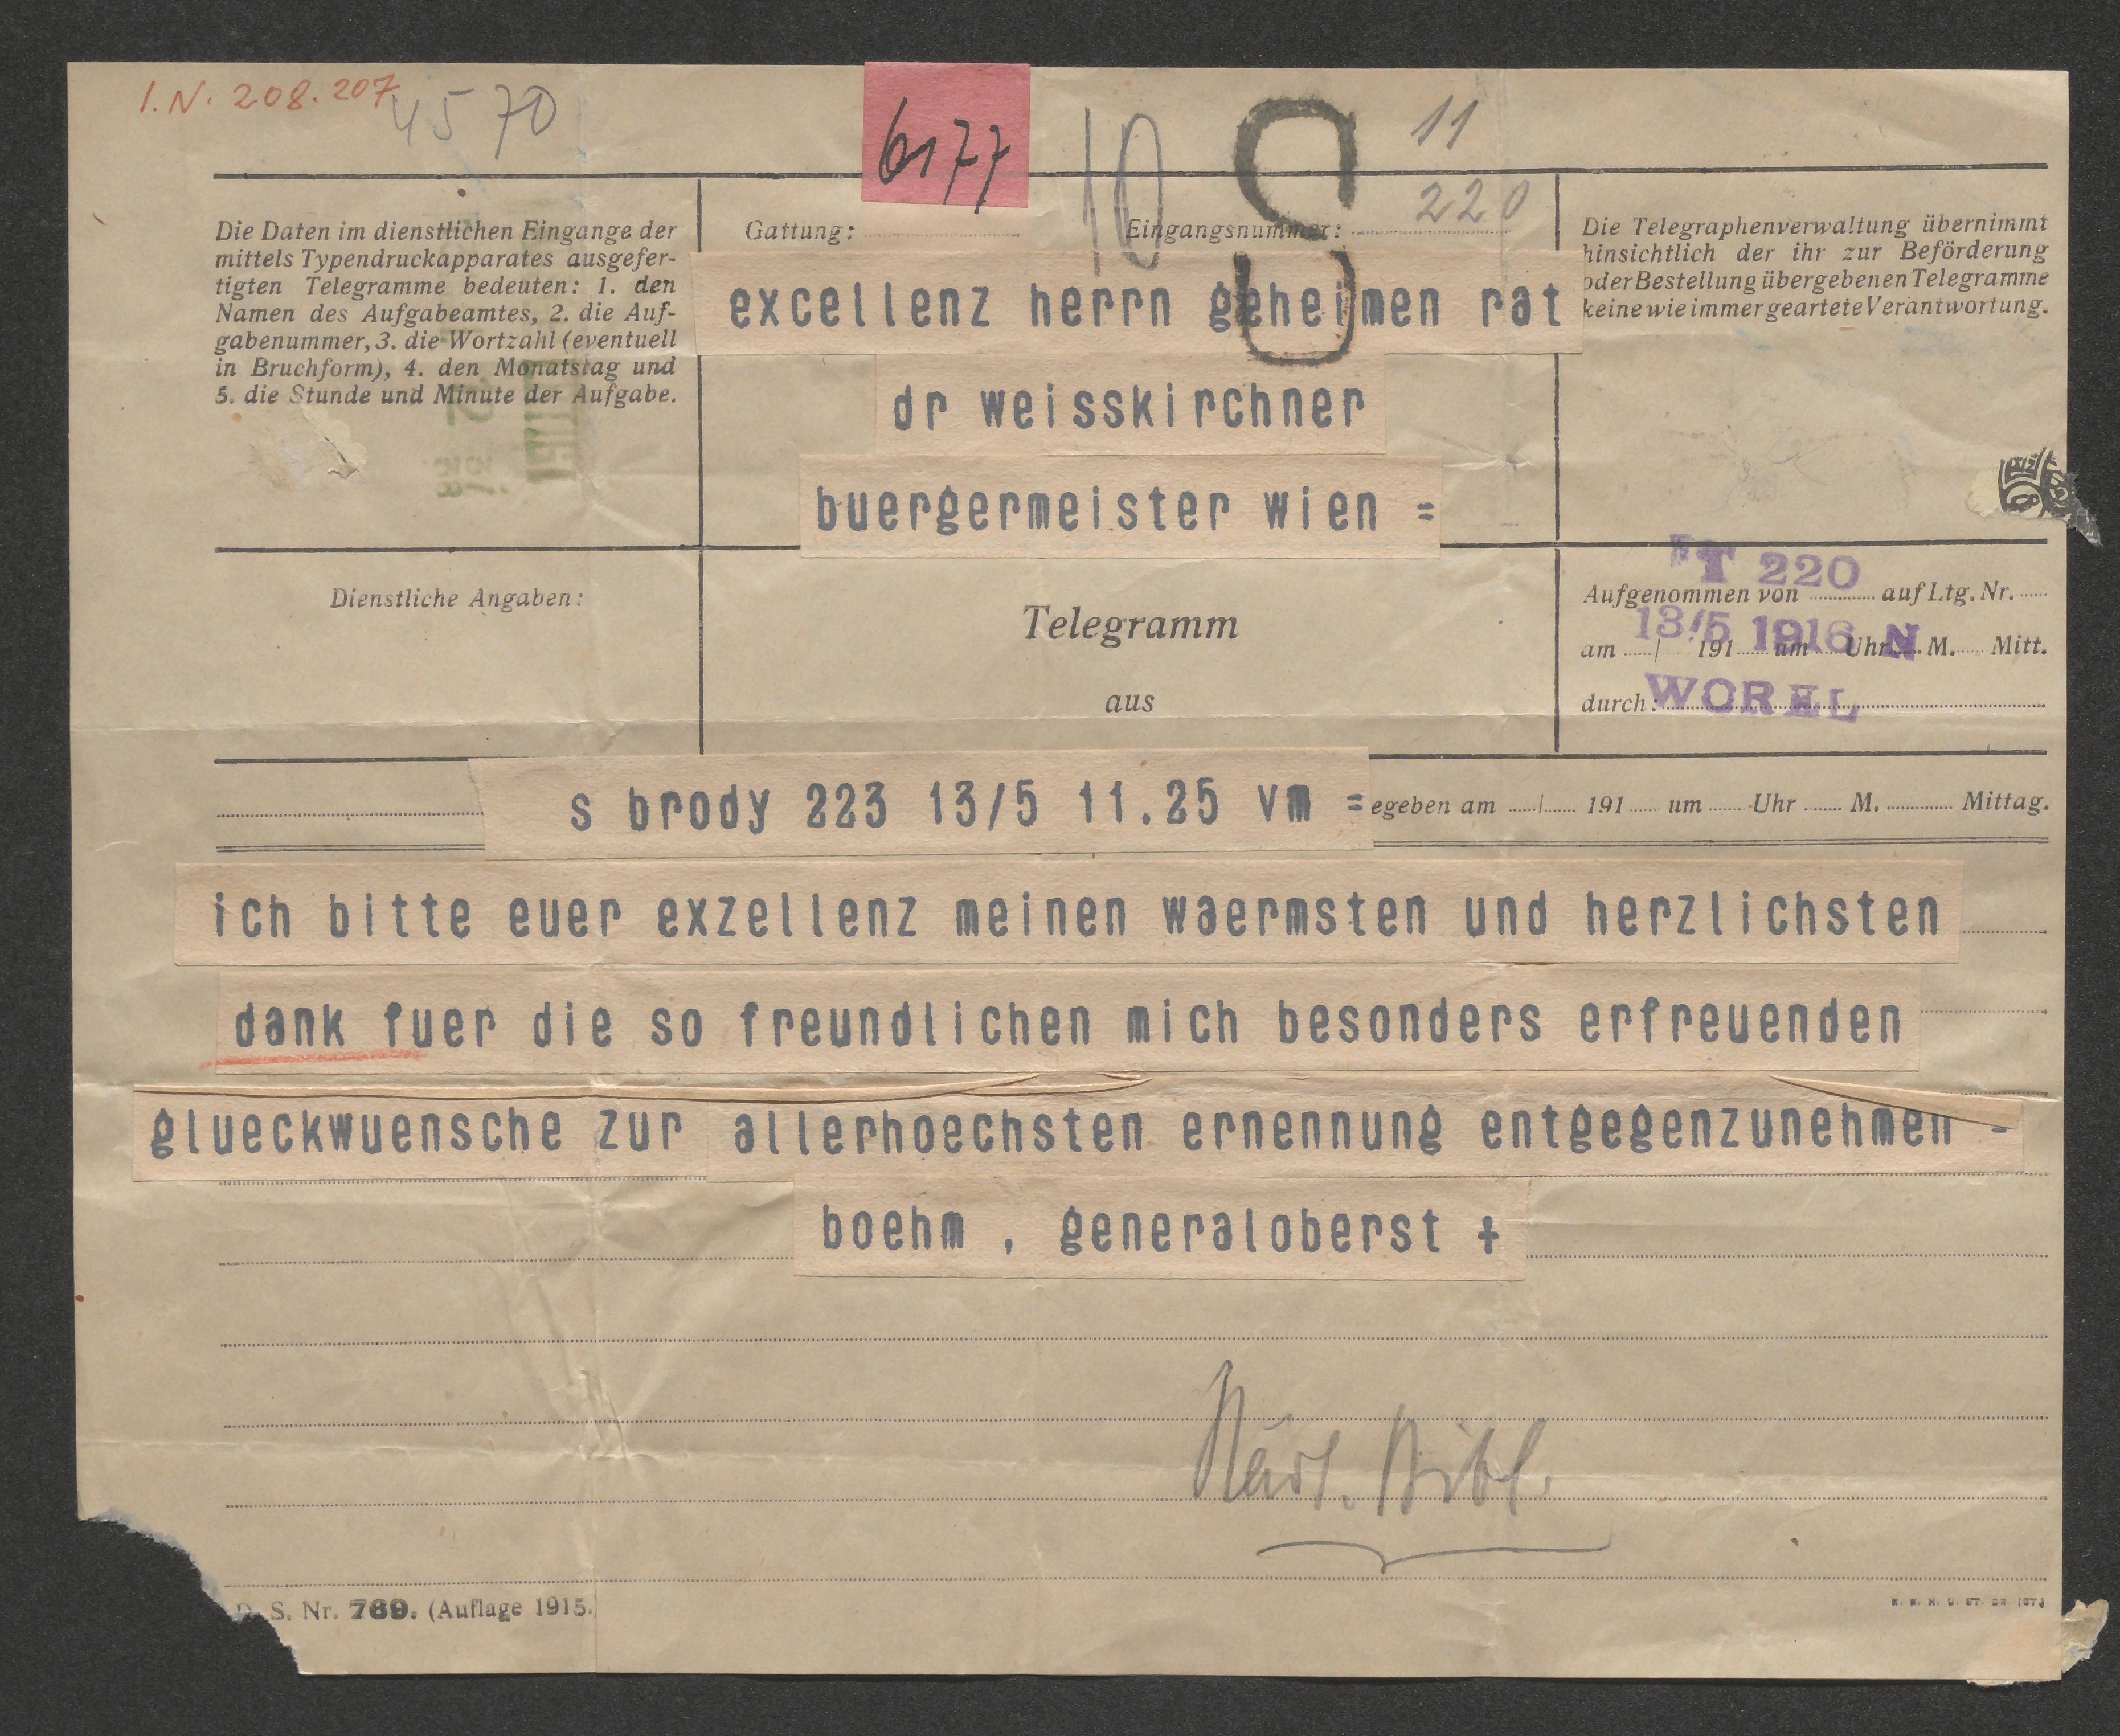 I.N. 208.207
4570
6177
10
S
11
220
Die Daten im dienstlichen Eingange der
mittels Typendruckapparates ausgefer-
tigten Telegramme bedeuten: 1. den
Namen des Aufgabeamtes, 2. die Auf-
gabenummer, 3. die Wortzahl (eventuell
in Bruchform), 4. den Monatstag und
5. die Stunde und Minute der Aufgabe.
Gattung:
Eingangsnummer:
Die Telegraphenverwaltung übernimmt
hinsichtlich der ihr zur Beförderung
oder Bestellung übergebenen Telegramme
keine wie immer geartete Verantwortung.
excellenz herrn geheimen rat
dr weisskirchner
buergermeister wien =
Dienstliche Angaben:
Telegramm
aus
T 220
Aufgenommen von auf Ltg. Nr.
13/5 1916 N
am / 191 um Uhr M. Mitt.
durch: WOREL
s brody 223 13/5 11.25 vm =
egeben am / 191 um Uhr M. Mittag.
ich bitte euer exzellenz meinen waermsten und herzlichsten
dank fuer die so freundlichen mich besonders erfreuenden
glueckwuensche zur allerhoechsten ernennung entgegenzunehmen =
boehm , generaloberst +
D. S. Nr. 769. (Auflage 1915.